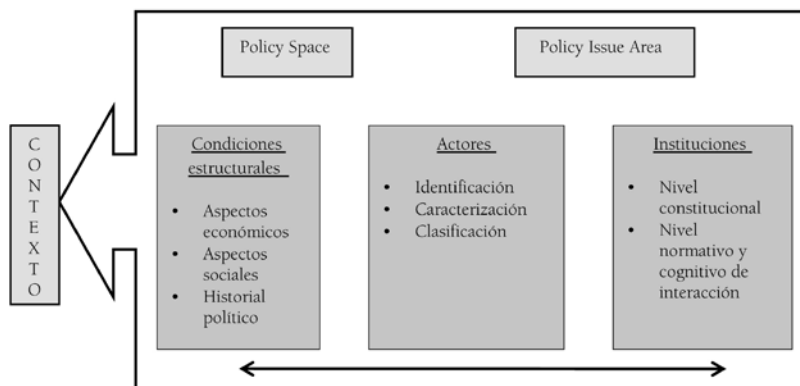 Policy Space
Policy Issue Area
CONTEXTO
Condiciones
estructurales
• Aspectos
económicos
• Aspectos
sociales
• Historial
político
Actores
• Identificación
• Caracterización
• Clasificación
Instituciones
• Nivel
constitucional
• Nivel
normativo y
cognitivo de
interacción